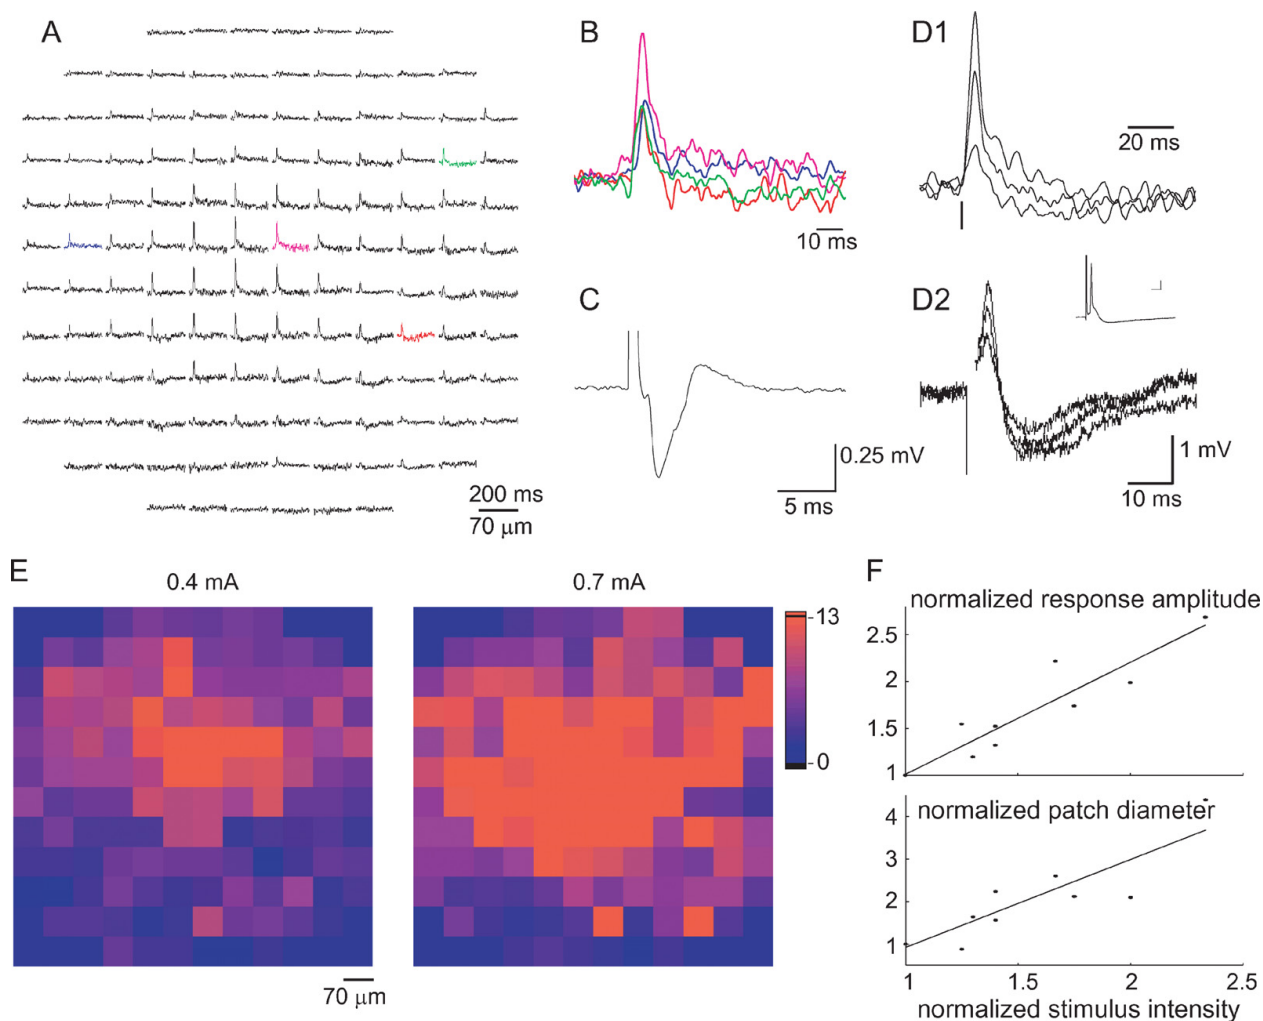 A
B
D1
20 ms
10 ms
C
D2
0.25 mV
5 ms
1 mV
10 ms
200 ms
70 μm
E
0.4 mA
0.7 mA
13
0
70 μm
F
normalized response amplitude
2.5
2
1.5
1
normalized patch diameter
4
3
2
1
1
1.5
2
2.5
normalized stimulus intensity